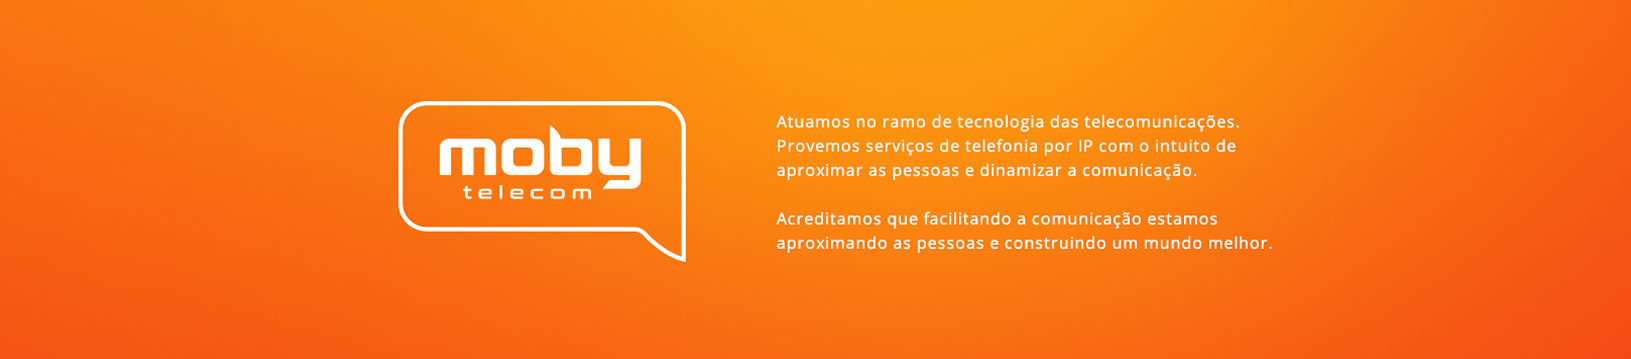 moby
telecom
Atuamos no ramo de tecnologia das telecomunicações.
Provemos serviços de telefonia por IP com o intuito de
aproximar as pessoas e dinamizar a comunicação.
Acreditamos que facilitando a comunicação estamos
aproximando as pessoas e construindo um mundo melhor.